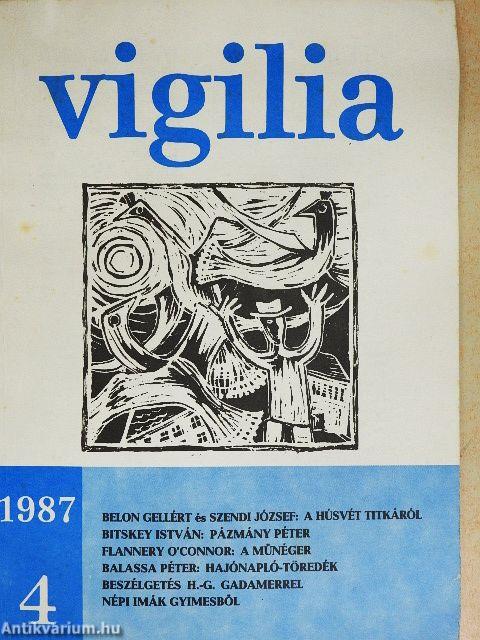 vigilia
1987
4
BELON GELLÉRT és SZENDI JÓZSEF: A HÚSVÉT TITKÁRÓL
BITSKEY ISTVÁN: PÁZMÁNY PÉTER
FLANNERY O'CONNOR: A MŰNÉGER
BALASSA PÉTER: HAJÓNAPLÓ-TÖREDÉK
BESZÉLGETÉS H.-G. GADAMERREL
NÉPI IMÁK GYIMESBŐL
Antikvárium.hu